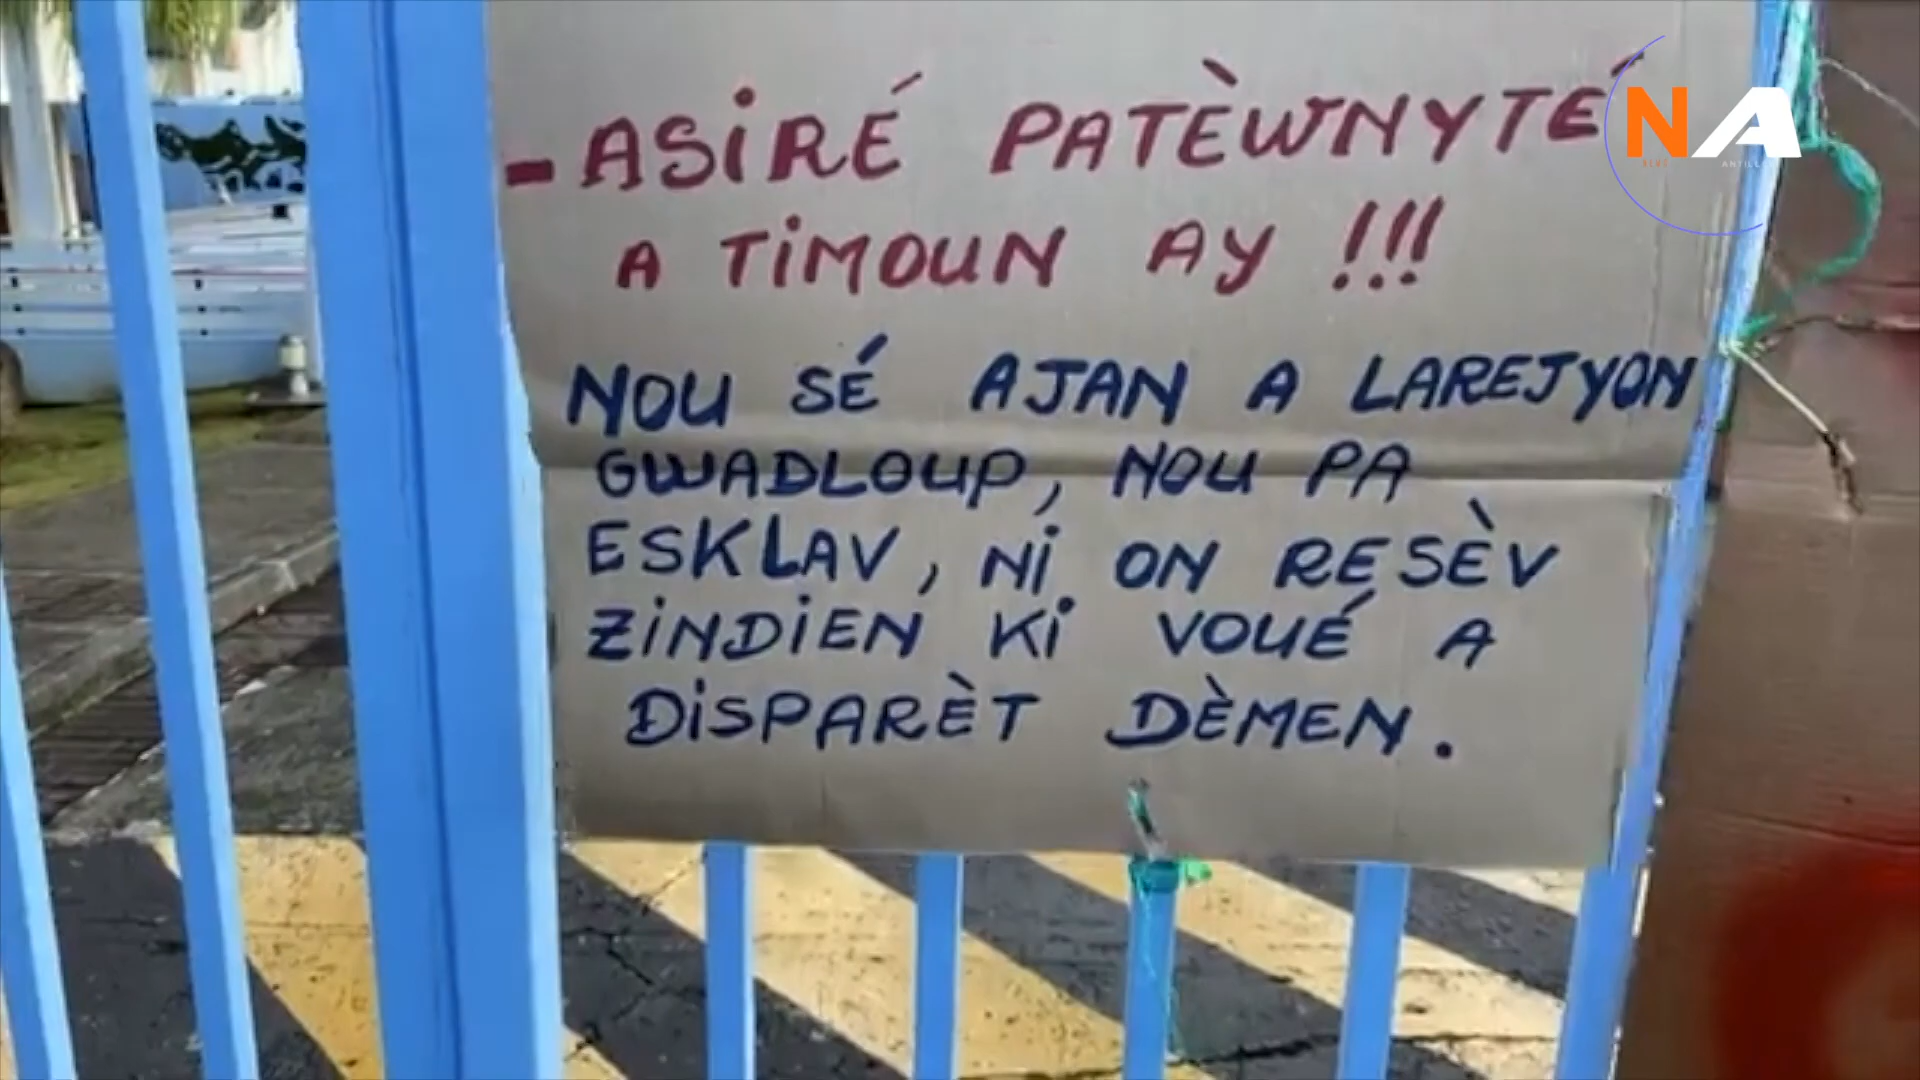 - ASIRÉ PATÈWNYTÉ
A TIMOUN AY !!!
NOU SÉ AJAN A LAREJYON
GWADLOUP, NOU PA
ESKLAV, NI ON RESÈV
ZINDIEN KI VOUÉ A
DISPARÈT DÈMEN.
NA